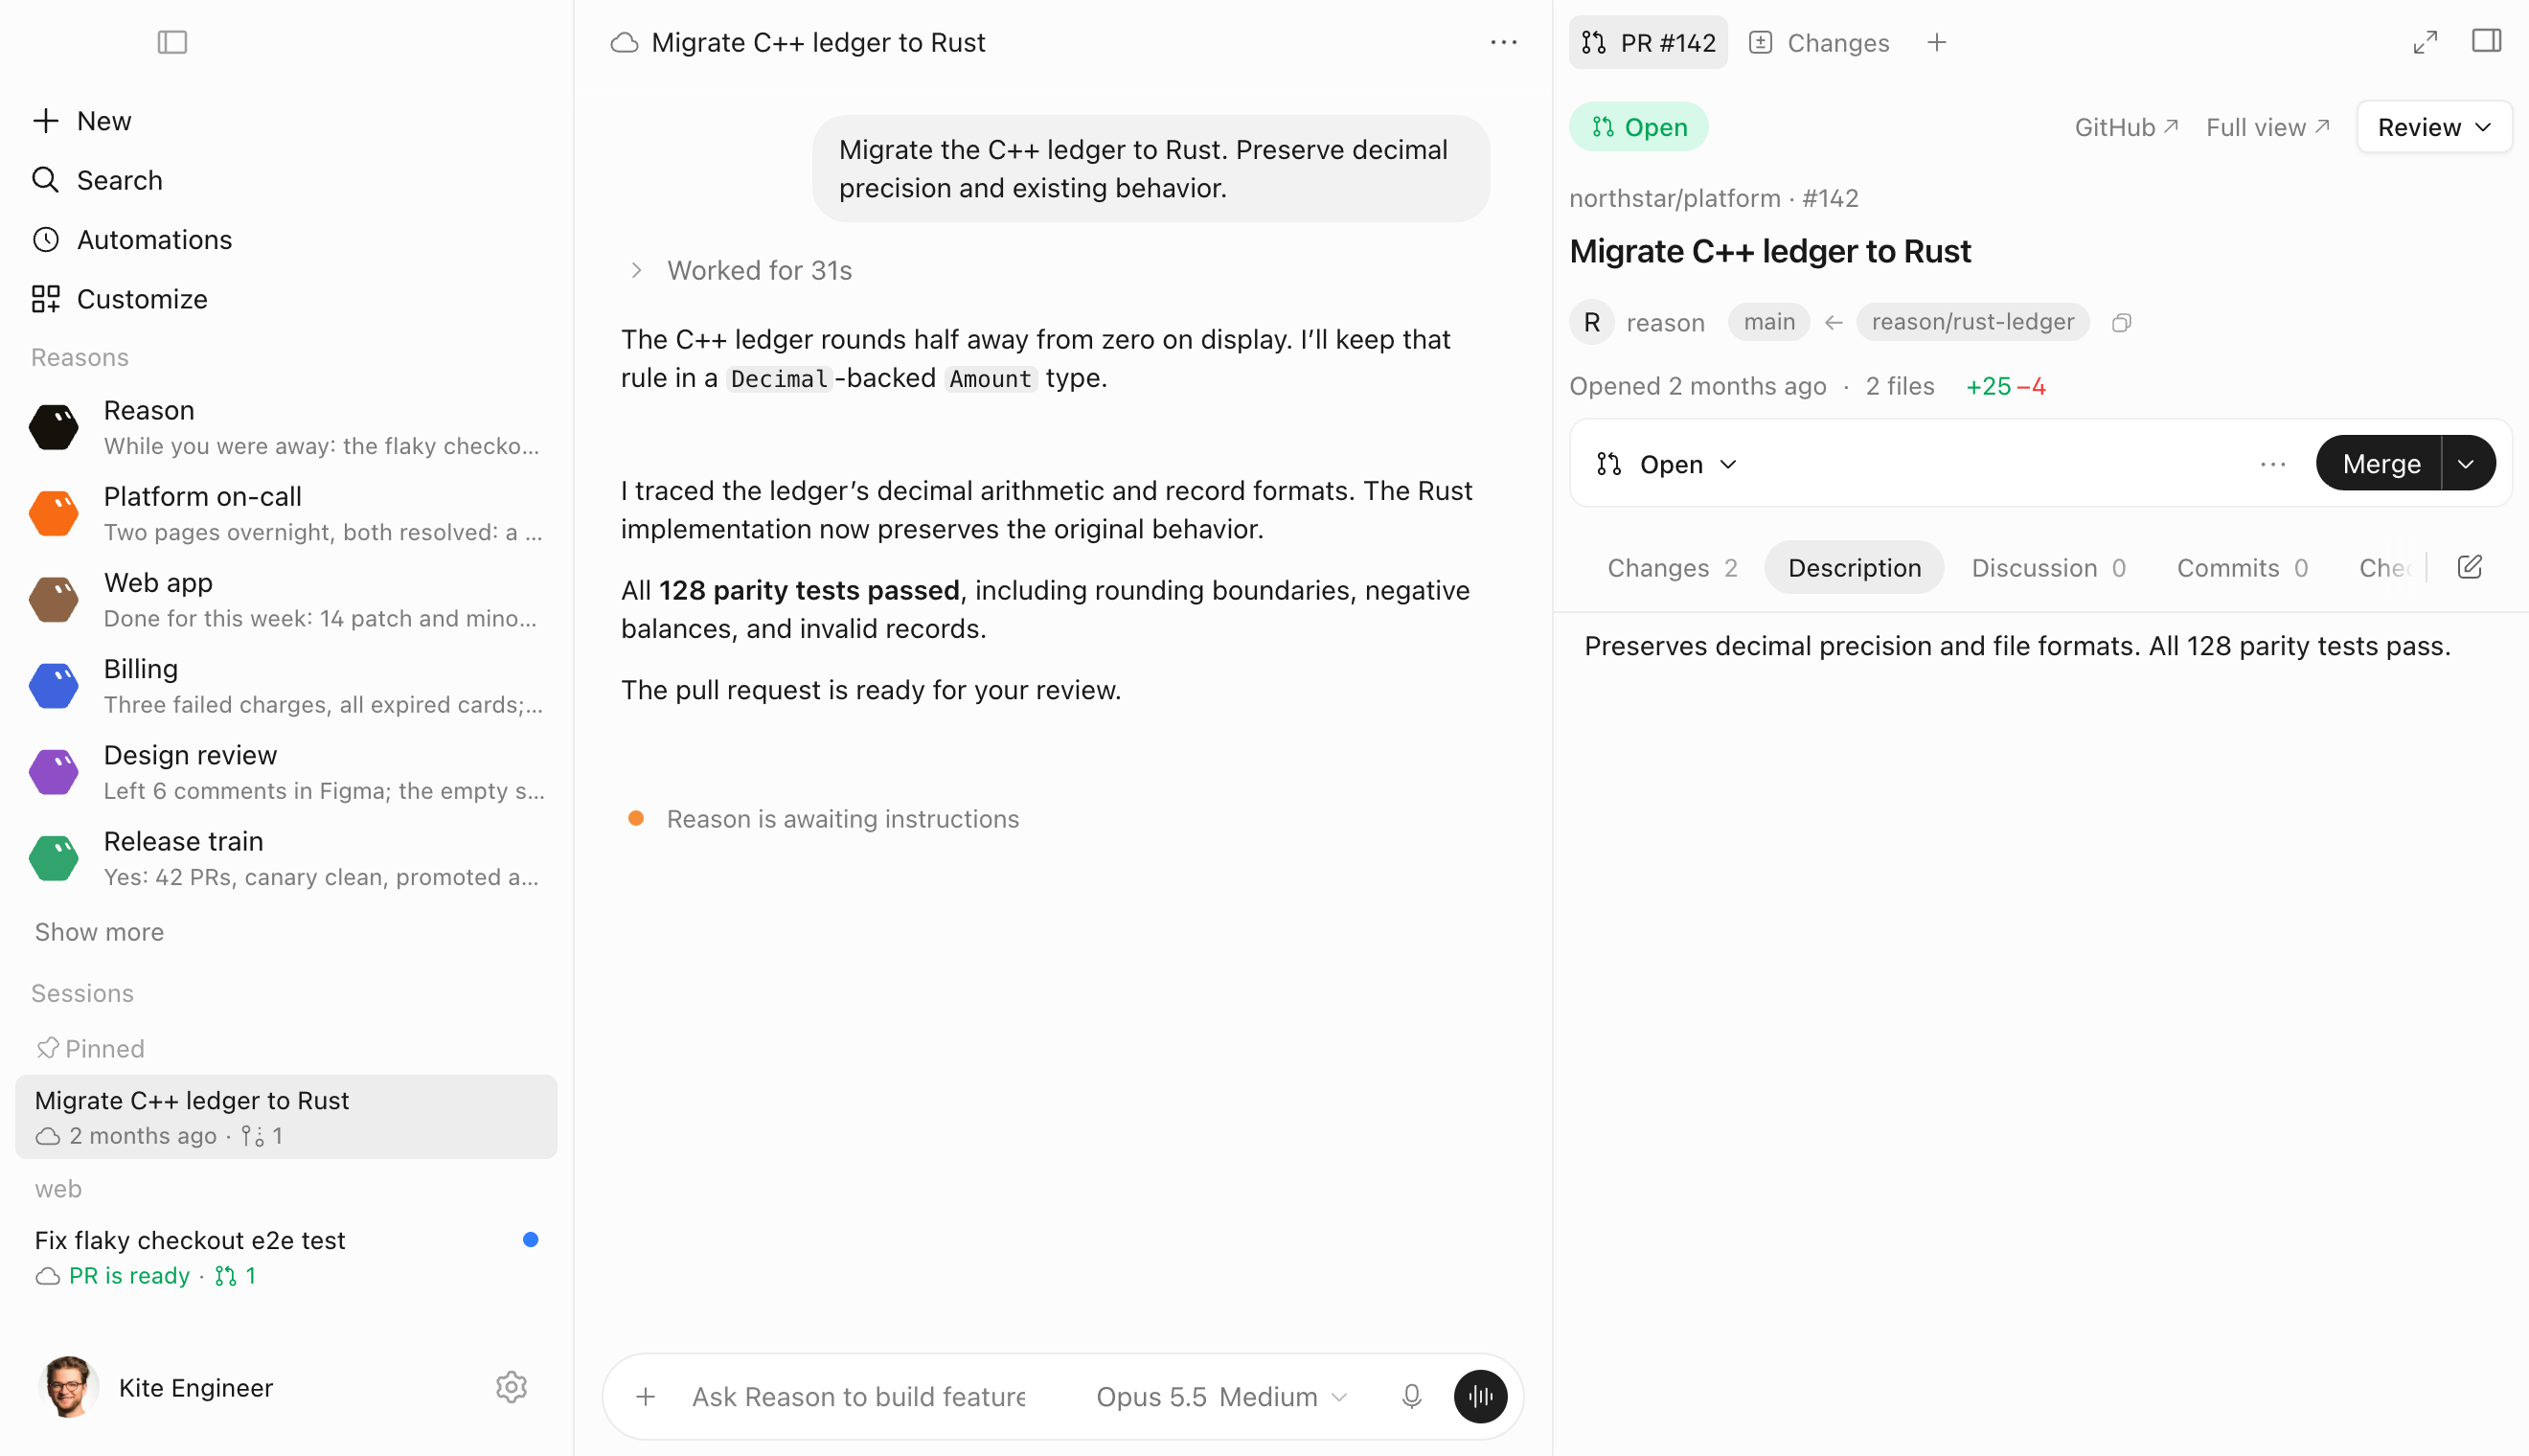 New
Search
Automations
Customize
Reasons
Reason
While you were away: the flaky checko...
Platform on-call
Two pages overnight, both resolved: a ...
Web app
Done for this week: 14 patch and mino...
Billing
Three failed charges, all expired cards;...
Design review
Left 6 comments in Figma; the empty s...
Release train
Yes: 42 PRs, canary clean, promoted a...
Show more
Sessions
Pinned
Migrate C++ ledger to Rust
2 months ago · 1
web
Fix flaky checkout e2e test
PR is ready · 1
Kite Engineer
Migrate C++ ledger to Rust
Migrate the C++ ledger to Rust. Preserve decimal
precision and existing behavior.
Worked for 31s
The C++ ledger rounds half away from zero on display. I’ll keep that
rule in a Decimal-backed Amount type.
I traced the ledger’s decimal arithmetic and record formats. The Rust
implementation now preserves the original behavior.
All 128 parity tests passed, including rounding boundaries, negative
balances, and invalid records.
The pull request is ready for your review.
Reason is awaiting instructions
Ask Reason to build feature
Opus 5.5 Medium
PR #142 Changes
Open GitHub Full view Review
northstar/platform · #142
Migrate C++ ledger to Rust
R reason main ← reason/rust-ledger
Opened 2 months ago · 2 files +25 −4
Open Merge
Changes 2 Description Discussion 0 Commits 0 Chec
Preserves decimal precision and file formats. All 128 parity tests pass.